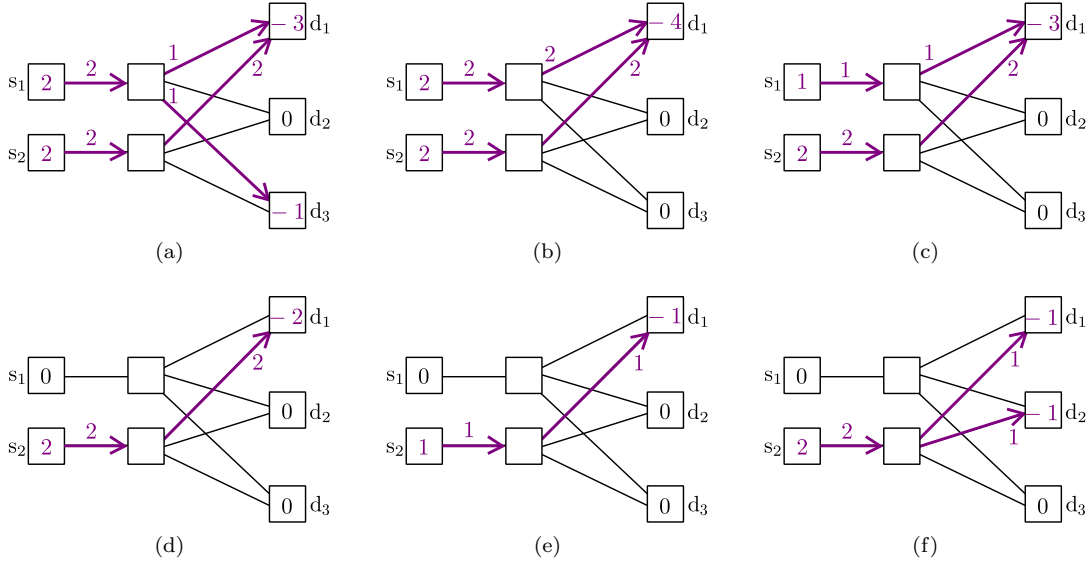 1 − 3 d₁ 2 − 4 d₁ 1 − 3 d₁
s₁ 2 2 2 s₁ 2 2 2 s₁ 1 1 2
1 0 d₂ 0 d₂ 0 d₂
s₂ 2 2 s₂ 2 2 s₂ 2 2
− 1 d₃ 0 d₃ 0 d₃
(a) (b) (c)
− 2 d₁ − 1 d₁ − 1 d₁
s₁ 0 2 s₁ 0 1 s₁ 0 1
0 d₂ 0 d₂ − 1 d₂
s₂ 2 2 s₂ 1 1 s₂ 2 2 1
0 d₃ 0 d₃ 0 d₃
(d) (e) (f)